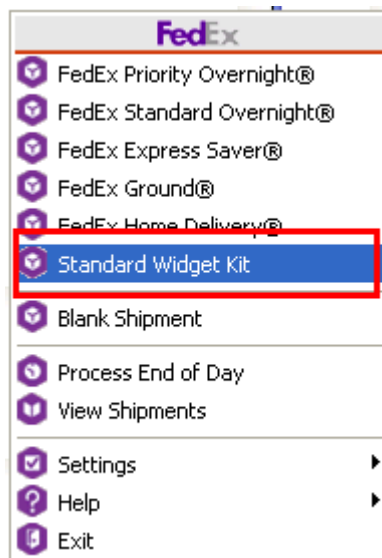 FedEx
FedEx Priority Overnight®
FedEx Standard Overnight®
FedEx Express Saver®
FedEx Ground®
FedEx Home Delivery®
Standard Widget Kit
Blank Shipment
Process End of Day
View Shipments
Settings
Help
Exit